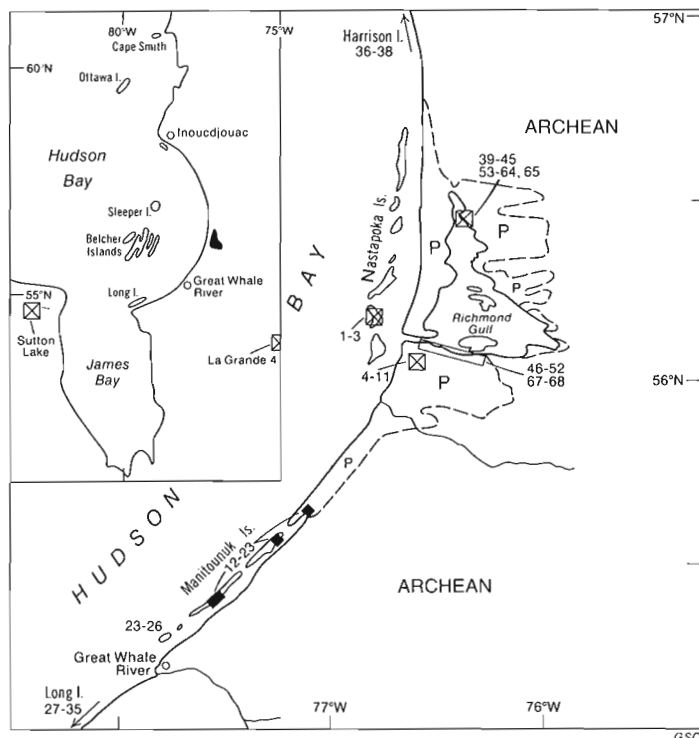 80°W
75°W
Cape Smith
60°N
Ottawa I.
Inoucdjouac
Hudson
Bay
Sleeper I.
Belcher
Islands
Great Whale
River
55°N
Long I.
Sutton
Lake
La Grande 4
James
Bay
57°N
Harrison I.
36-38
ARCHEAN
39-45
53-64, 65
Nastapoka Is.
P
P
P
Richmond
Gulf
1-3
4-11
46-52
67-68
P
56°N
P
HUDSON BAY
Manitounuk Is.
12-23
ARCHEAN
23-26
Great Whale
River
Long I.
27-35
77°W
76°W
GSC